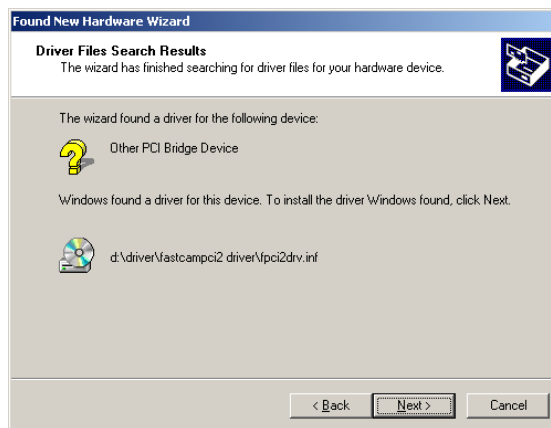 Found New Hardware Wizard
Driver Files Search Results
The wizard has finished searching for driver files for your hardware device.
The wizard found a driver for the following device:
Other PCI Bridge Device
Windows found a driver for this device. To install the driver Windows found, click Next.
d:\driver\fastcampci2 driver\fpci2drv.inf
< Back Next > Cancel